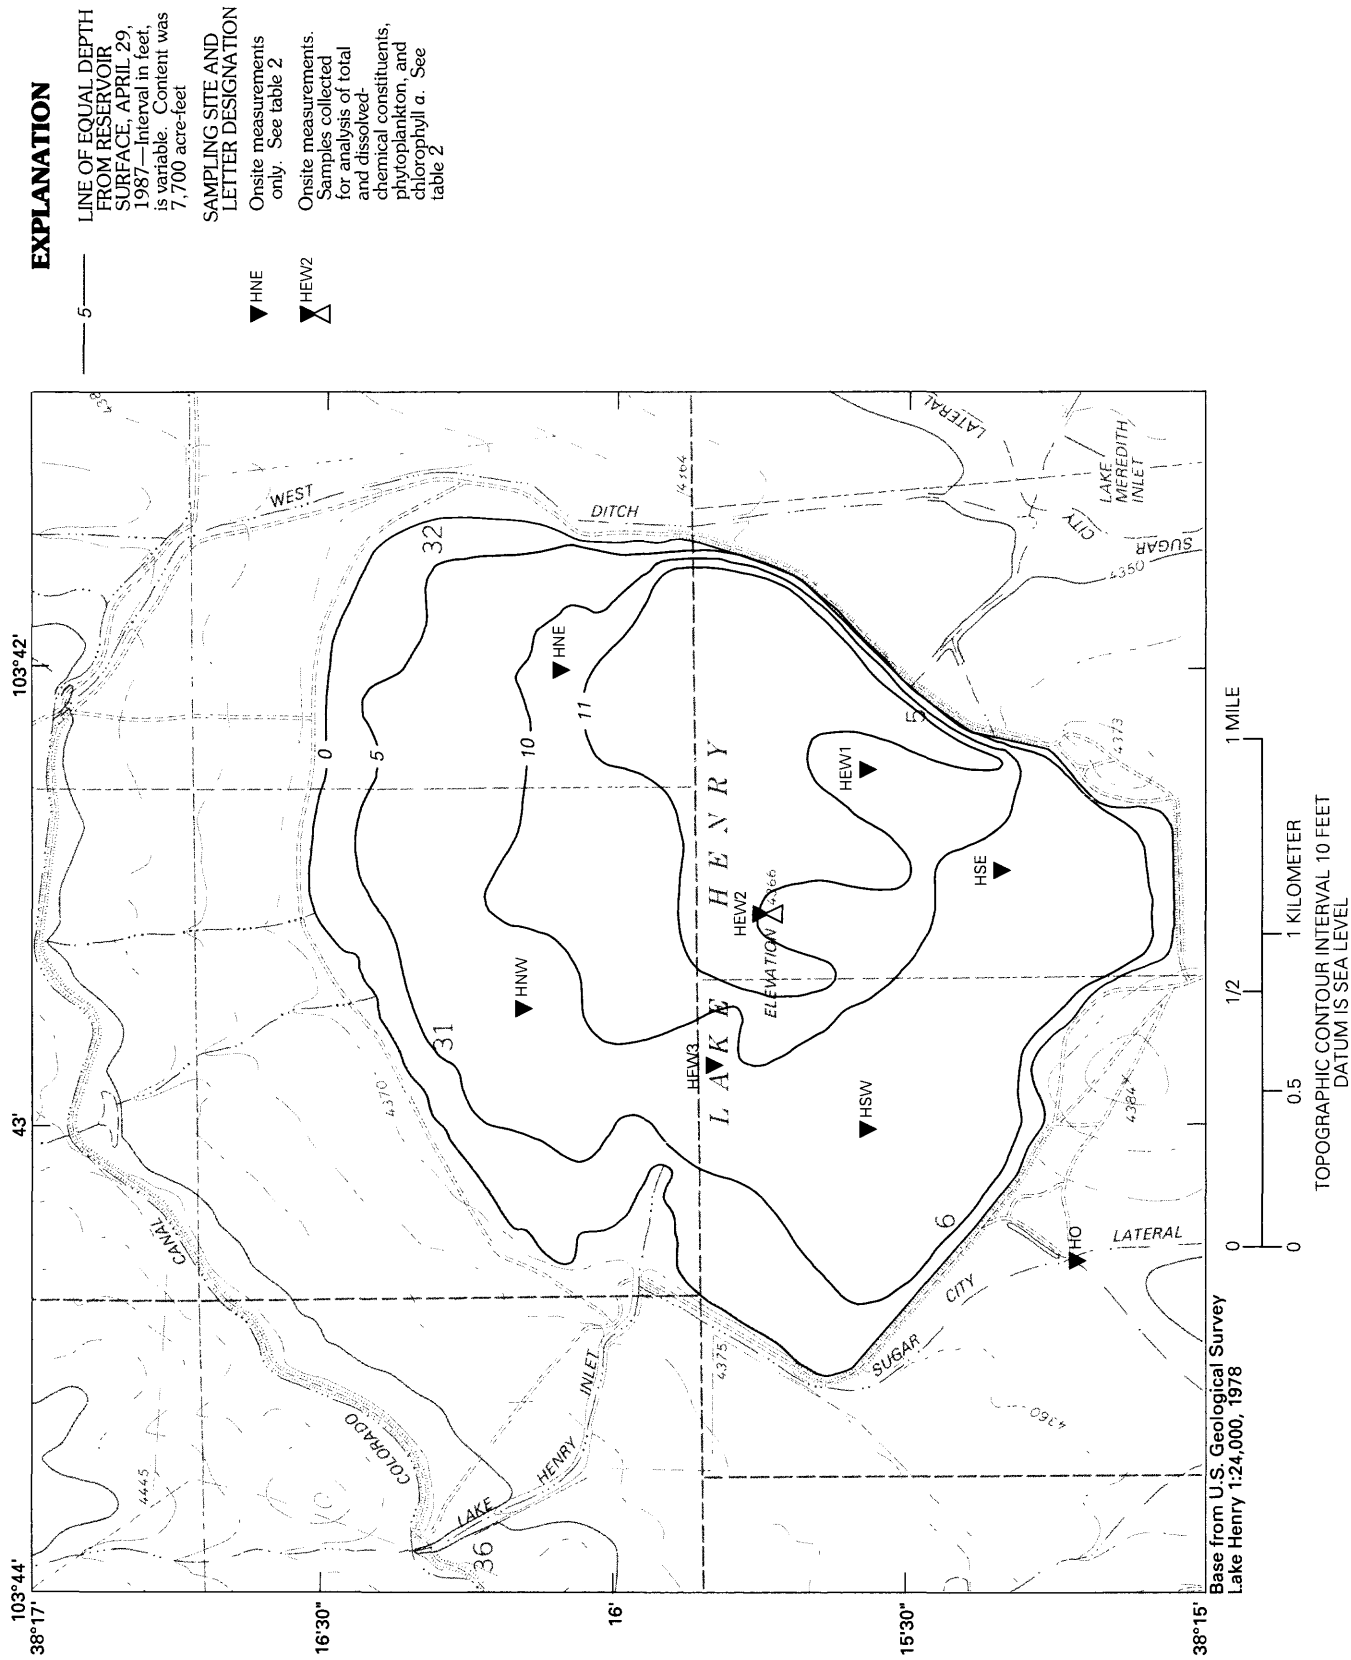 EXPLANATION
5
LINE OF EQUAL DEPTH
FROM RESERVOIR
SURFACE, APRIL 29,
1987—Interval in feet,
is variable. Content was
7,700 acre-feet
SAMPLING SITE AND
LETTER DESIGNATION
HNE
Onsite measurements
only. See table 2
HEW2
Onsite measurements.
Samples collected
for analysis of total
and dissolved-
chemical constituents,
phytoplankton, and
chlorophyll a. See
table 2
103°44'
43'
103°42'
38°17'
16'30"
16'
15'30"
38°15'
WEST
DITCH
4364
LATERAL
LAKE
MEREDITH
INLET
CITY
SUGAR
4350
32
0
5
10
11
HNE
HNW
31
4370
HEW1
HEW2
HEW3
LAKE HENRY
ELEVATION 4366
HSE
HSW
5
6
4373
4384
HO
LATERAL
CITY
SUGAR
4375
4360
CANAL
COLORADO
4445
LAKE
HENRY
INLET
36
Base from U.S. Geological Survey
Lake Henry 1:24,000, 1978
0
1/2
1 MILE
0
0.5
1 KILOMETER
TOPOGRAPHIC CONTOUR INTERVAL 10 FEET
DATUM IS SEA LEVEL